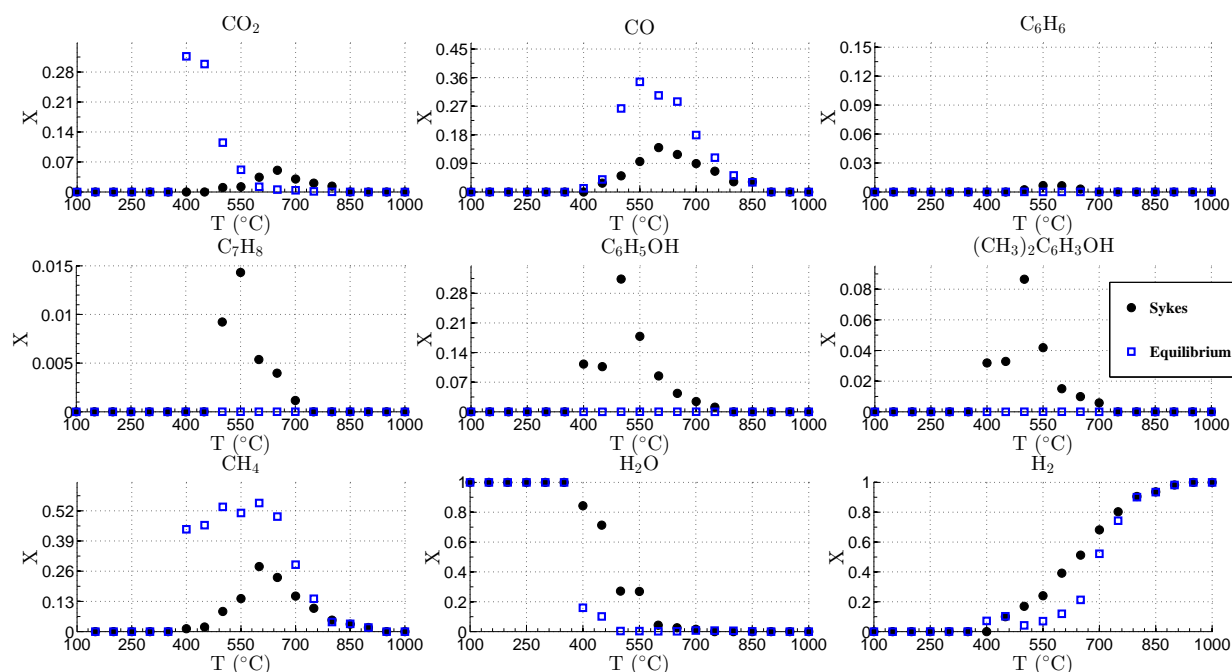 CO₂
CO
C₆H₆
X
0.28
0.21
0.14
0.07
0
100 250 400 550 700 850 1000
T (°C)
X
0.45
0.36
0.27
0.18
0.09
0
100 250 400 550 700 850 1000
T (°C)
X
0.15
0.12
0.09
0.06
0.03
0
100 250 400 550 700 850 1000
T (°C)
C₇H₈
C₆H₅OH
(CH₃)₂C₆H₃OH
X
0.015
0.01
0.005
0
100 250 400 550 700 850 1000
T (°C)
X
0.28
0.21
0.14
0.07
0
100 250 400 550 700 850 1000
T (°C)
X
0.08
0.06
0.04
0.02
0
100 250 400 550 700 850 1000
T (°C)
Sykes
Equilibrium
CH₄
H₂O
H₂
X
0.52
0.39
0.26
0.13
0
100 250 400 550 700 850 1000
T (°C)
X
1
0.8
0.6
0.4
0.2
0
100 250 400 550 700 850 1000
T (°C)
X
1
0.8
0.6
0.4
0.2
0
100 250 400 550 700 850 1000
T (°C)